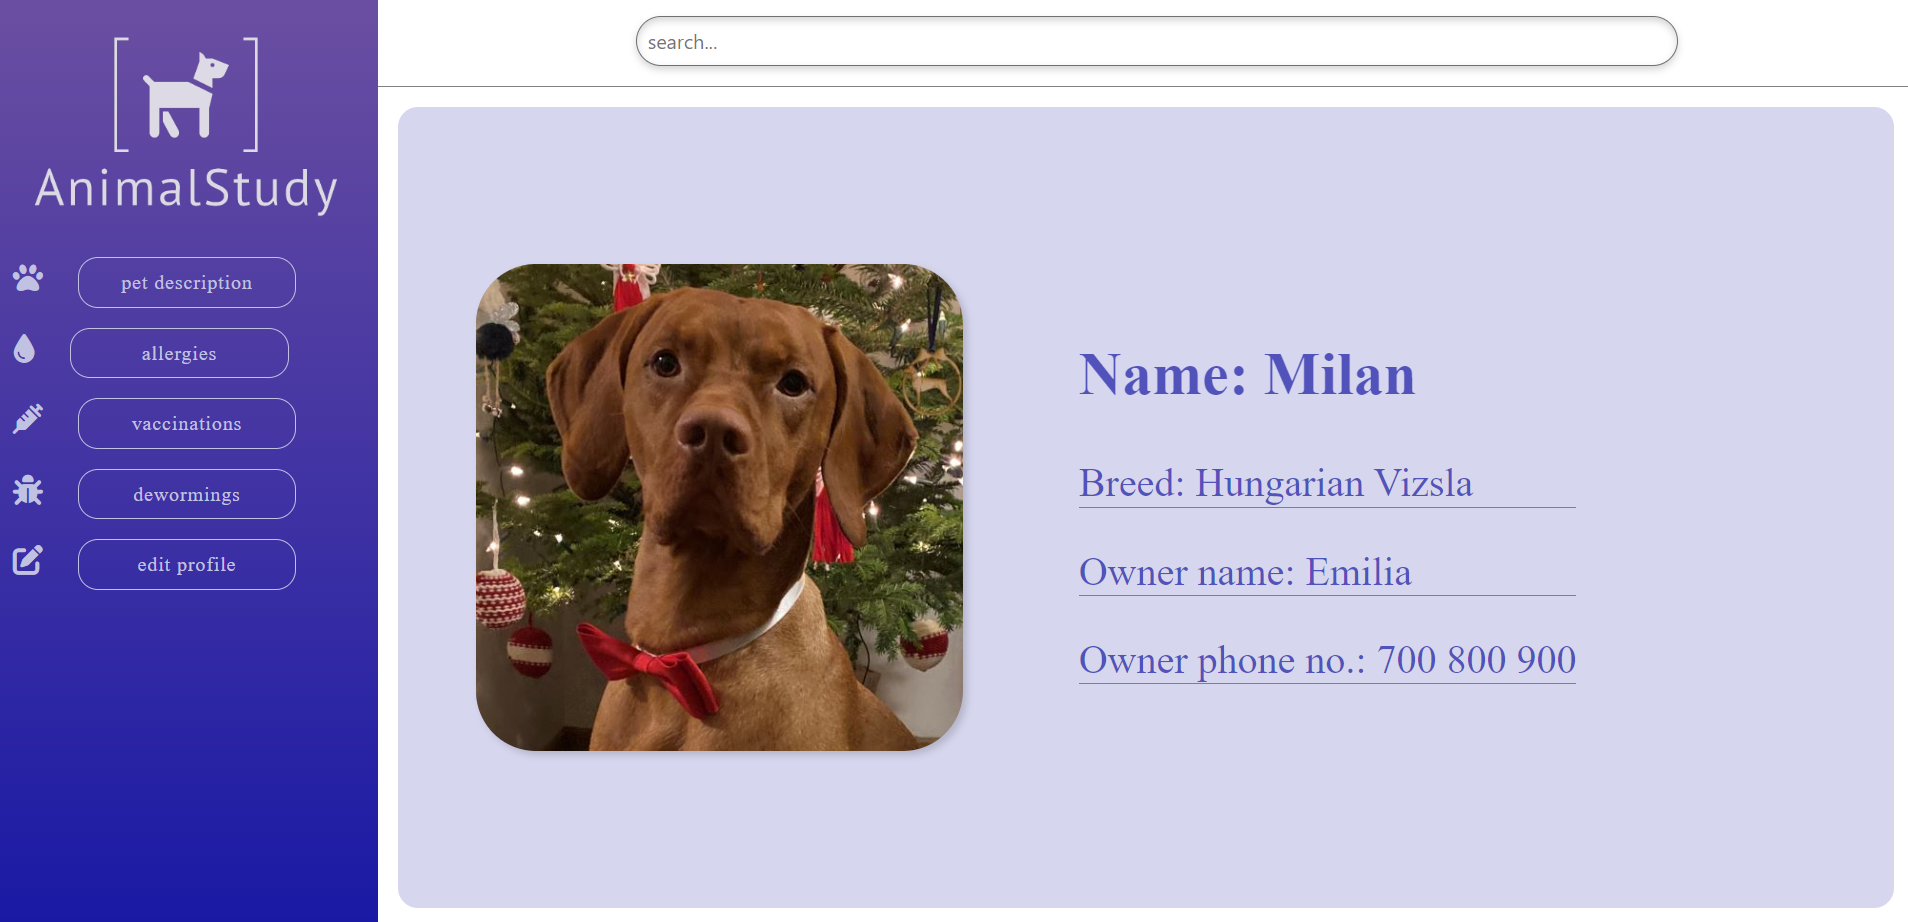 AnimalStudy
pet description
allergies
vaccinations
dewormings
edit profile
search...
Name: Milan
Breed: Hungarian Vizsla
Owner name: Emilia
Owner phone no.: 700 800 900